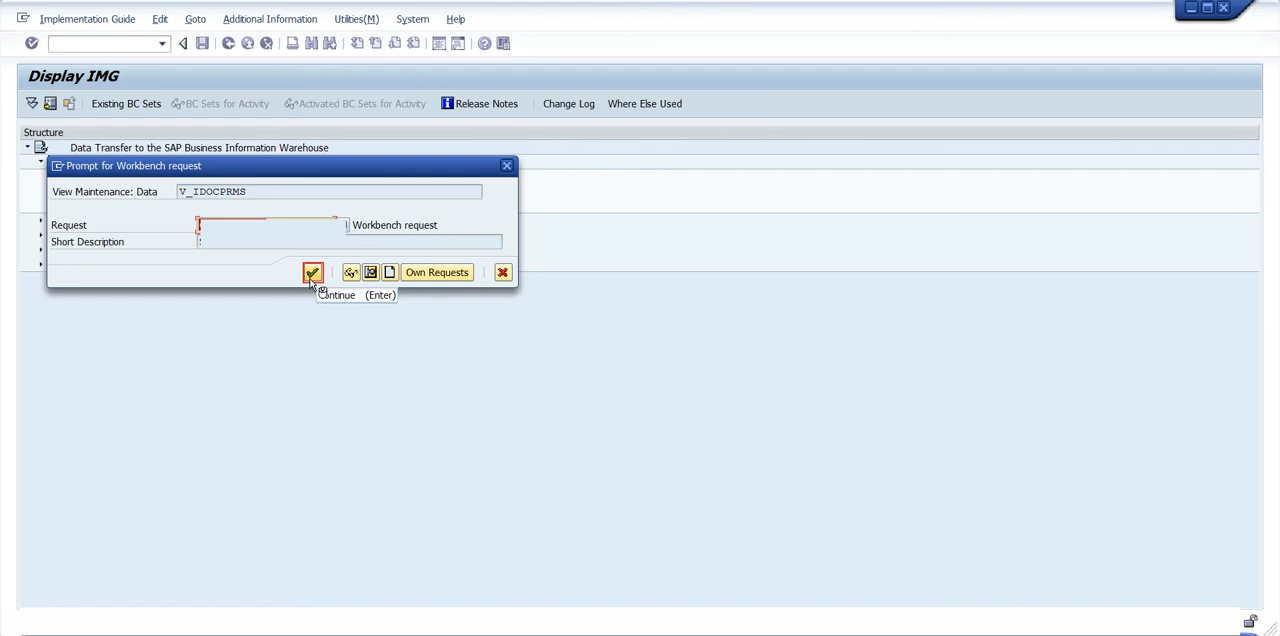 Implementation Guide Edit Goto Additional Information Utilities(M) System Help
Display IMG
Existing BC Sets BC Sets for Activity Activated BC Sets for Activity Release Notes Change Log Where Else Used
Structure
Data Transfer to the SAP Business Information Warehouse
Prompt for Workbench request
View Maintenance: Data V_IDOCPRMS
Request Workbench request
Short Description
Own Requests
Continue (Enter)